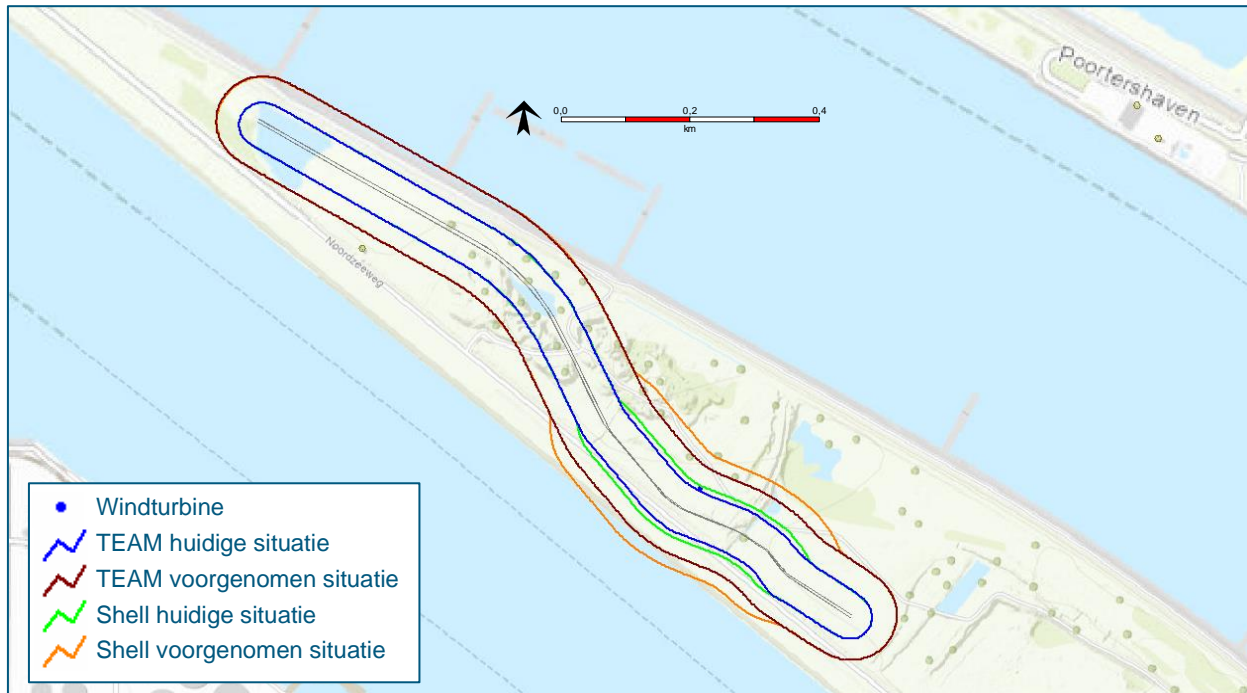 Poortershaven
0,0 0,2 0,4
km
Noordzeeweg
Windturbine
TEAM huidige situatie
TEAM voorgenomen situatie
Shell huidige situatie
Shell voorgenomen situatie